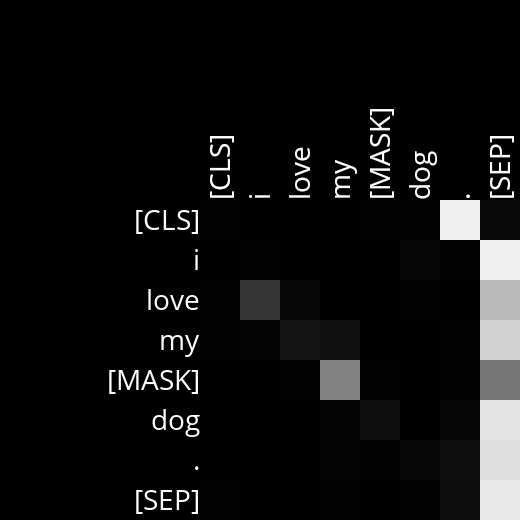 [CLS] i love my [MASK] dog . [SEP]
[CLS]
i
love
my
[MASK]
dog
.
[SEP]